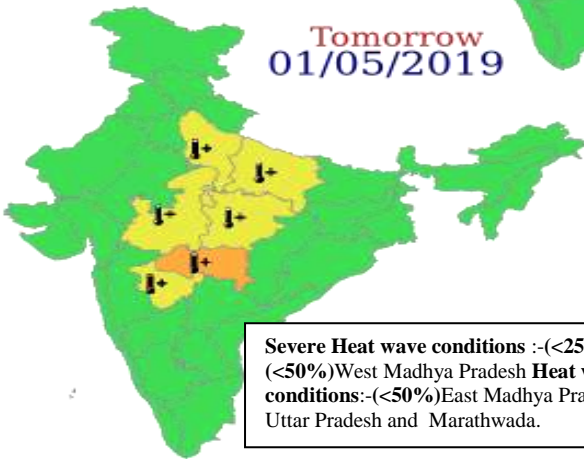 Tomorrow
01/05/2019
Severe Heat wave conditions :-(<25
(<50%)West Madhya Pradesh Heat
conditions:-(<50%)East Madhya Pra
Uttar Pradesh and Marathwada.